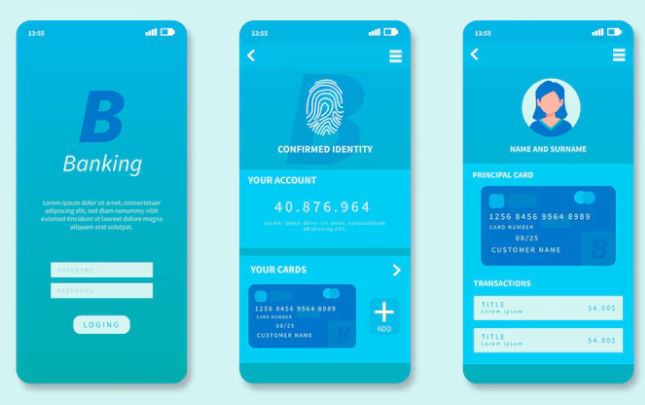 13:55
B
Banking
Lorem ipsum dolor sit amet, consectetuer
adipiscing elit, sed diam nonummy nibh
euismod tincidunt ut laoreet dolore magna
aliquam erat volutpat.
USERNAME
PASSWORD
LOGING
13:55
B
CONFIRMED IDENTITY
YOUR ACCOUNT
40.876.964
Lorem ipsum dolor sit amet, consectetuer
adipiscing elit,
YOUR CARDS
1256 8456 9564 8989
CARD NUMBER
08/25
CUSTOMER NAME
B
ADD
13:55
NAME AND SURNAME
PRINCIPAL CARD
1256 8456 9564 8989
CARD NUMBER
08/25
CUSTOMER NAME
B
TRANSACTIONS
TITLE
Lorem ipsum
54.00$
TITLE
Lorem ipsum
54.00$